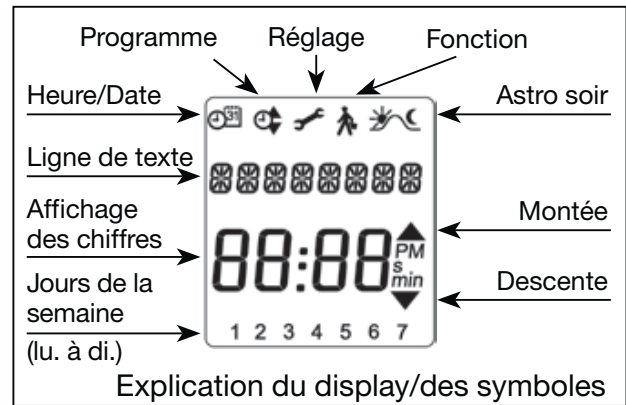 Programme Réglage Fonction
Heure/Date
Astro soir
31
Ligne de texte
Affichage
des chiffres
Montée
88:88
PM
s
min
Jours de la
semaine
(lu. à di.)
Descente
1 2 3 4 5 6 7
Explication du display/des symboles